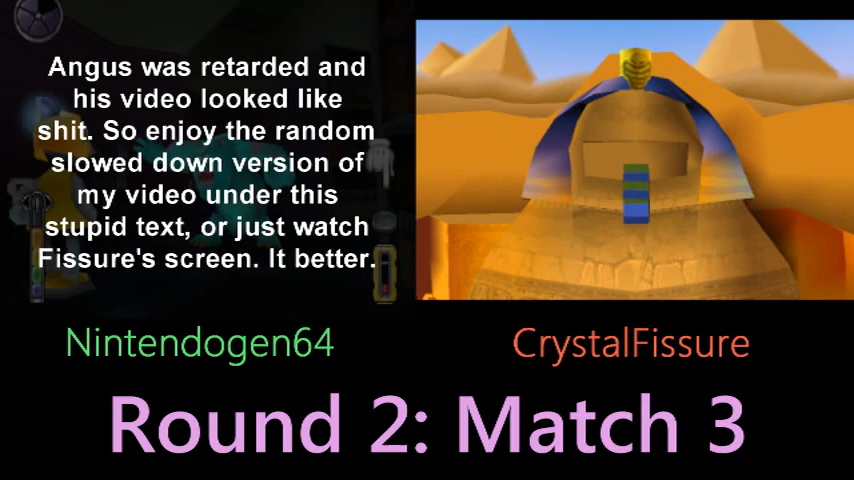 Angus was retarded and
his video looked like
shit. So enjoy the random
slowed down version of
my video under this
stupid text, or just watch
Fissure's screen. It better.
Nintendogen64
CrystalFissure
Round 2: Match 3